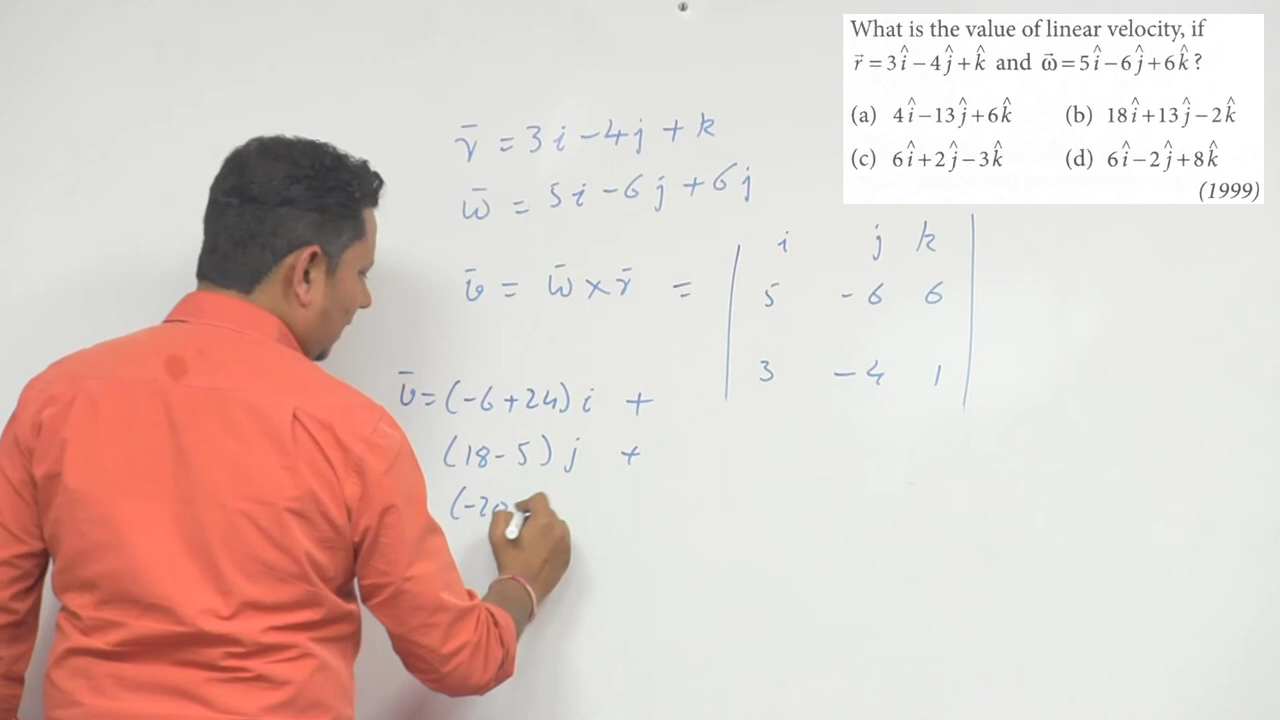 What is the value of linear velocity, if
r⃗ = 3î − 4ĵ + k̂ and ω⃗ = 5î − 6ĵ + 6k̂ ?
(a) 4î − 13ĵ + 6k̂ (b) 18î + 13ĵ − 2k̂
(c) 6î + 2ĵ − 3k̂ (d) 6î − 2ĵ + 8k̂
(1999)
r̄ = 3i − 4j + k
w̄ = 5i − 6j + 6j
v̄ = w̄ × r̄ =
i j k
5 −6 6
3 −4 1
v̄ = (−6 + 24) i +
(18 − 5) j +
(−20